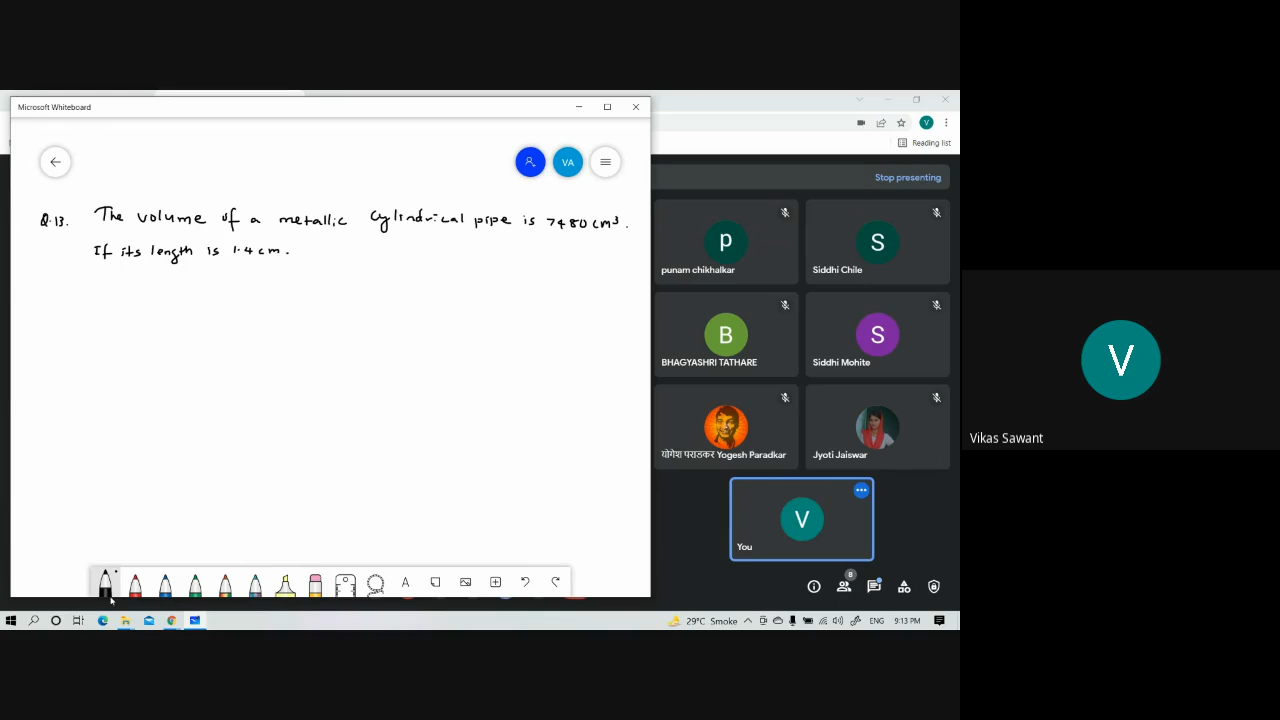 Microsoft Whiteboard
VA
Q.13. The volume of a metallic cylindrical pipe is 7480 cm³.
If its length is 1.4 cm.
A
V
Reading list
Stop presenting
p
punam chikhalkar
S
Siddhi Chile
B
BHAGYASHRI TATHARE
S
Siddhi Mohite
योगेश पराडकर Yogesh Paradkar
Jyoti Jaiswar
V
You
8
29°C Smoke
ENG
9:13 PM
V
Vikas Sawant